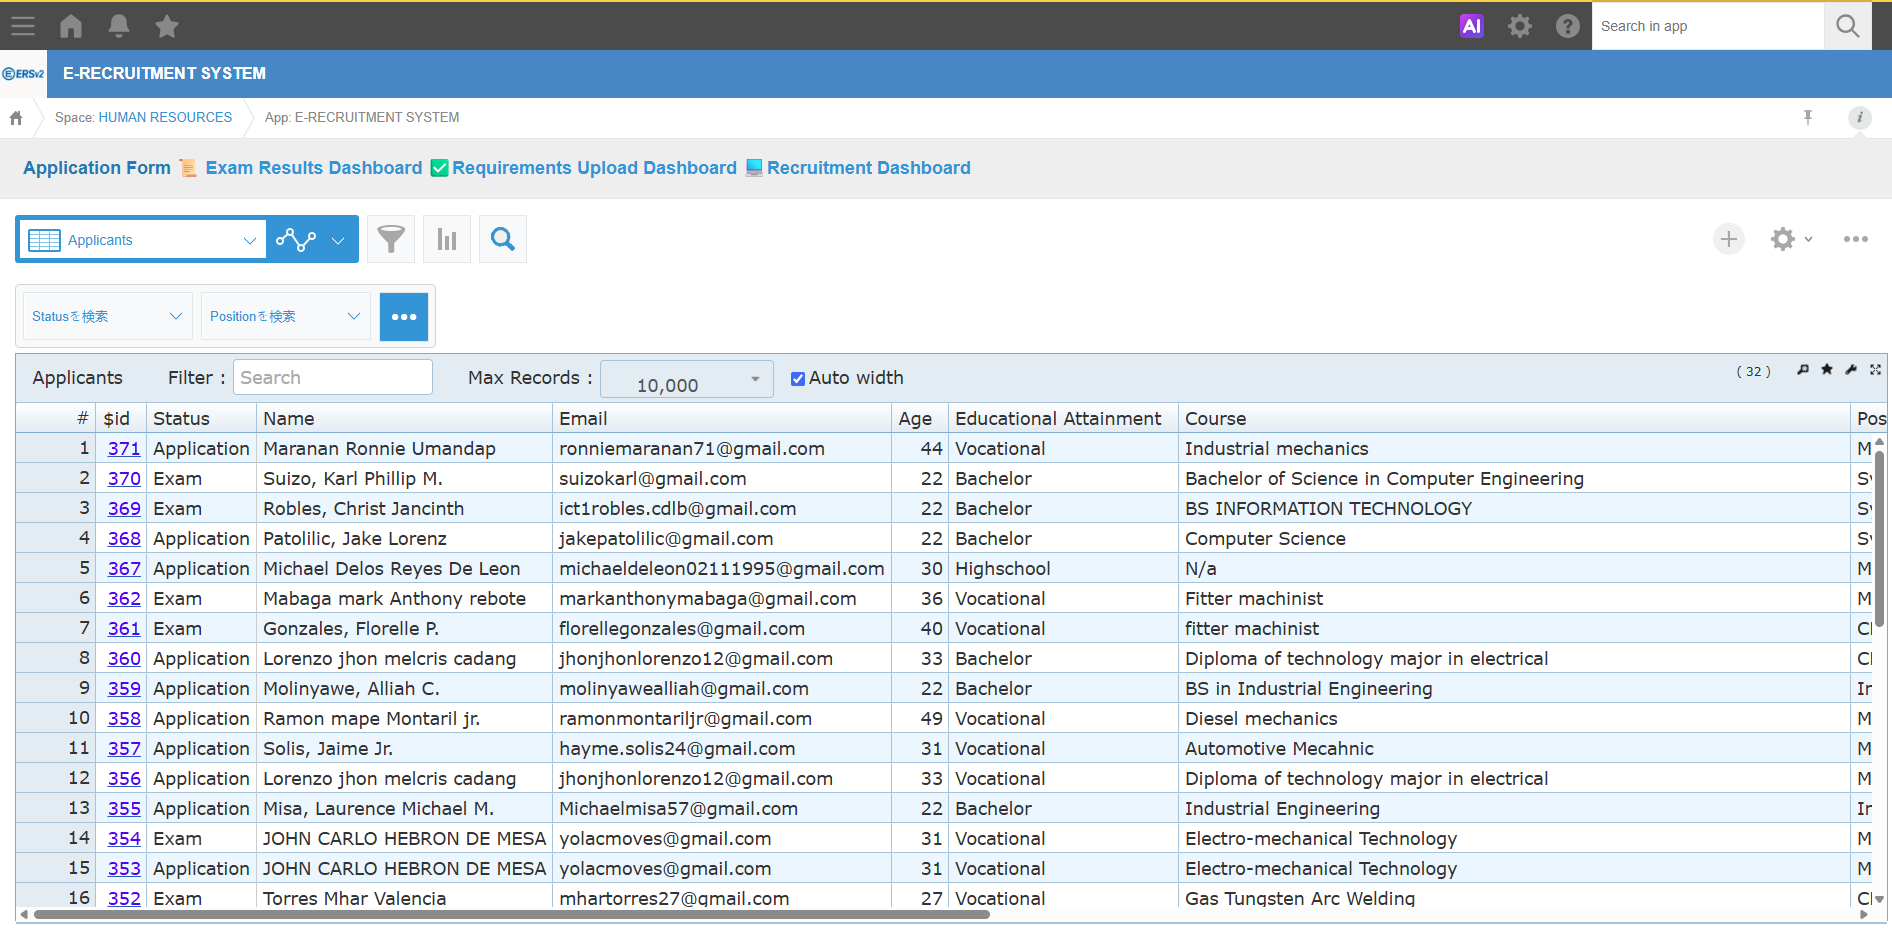 AI
Search in app
ERSv2 E-RECRUITMENT SYSTEM
Space: HUMAN RESOURCES App: E-RECRUITMENT SYSTEM
Application Form Exam Results Dashboard Requirements Upload Dashboard Recruitment Dashboard
Applicants
Statusを検索 Positionを検索
Applicants Filter : Search Max Records : 10,000 Auto width ( 32 )
# $id Status Name Email Age Educational Attainment Course Pos
1 371 Application Maranan Ronnie Umandap ronniemaranan71@gmail.com 44 Vocational Industrial mechanics M
2 370 Exam Suizo, Karl Phillip M. suizokarl@gmail.com 22 Bachelor Bachelor of Science in Computer Engineering Sy
3 369 Exam Robles, Christ Jancinth ict1robles.cdlb@gmail.com 22 Bachelor BS INFORMATION TECHNOLOGY Sy
4 368 Application Patolilic, Jake Lorenz jakepatolilic@gmail.com 22 Bachelor Computer Science Sy
5 367 Application Michael Delos Reyes De Leon michaeldeleon02111995@gmail.com 30 Highschool N/a M
6 362 Exam Mabaga mark Anthony rebote markanthonymabaga@gmail.com 36 Vocational Fitter machinist M
7 361 Exam Gonzales, Florelle P. florellegonzales@gmail.com 40 Vocational fitter machinist
8 360 Application Lorenzo jhon melcris cadang jhonjhonlorenzo12@gmail.com 33 Bachelor Diploma of technology major in electrical
9 359 Application Molinyawe, Alliah C. molinyawealliah@gmail.com 22 Bachelor BS in Industrial Engineering
10 358 Application Ramon mape Montaril jr. ramonmontariljr@gmail.com 49 Vocational Diesel mechanics M
11 357 Application Solis, Jaime Jr. hayme.solis24@gmail.com 31 Vocational Automotive Mecahnic M
12 356 Application Lorenzo jhon melcris cadang jhonjhonlorenzo12@gmail.com 33 Vocational Diploma of technology major in electrical M
13 355 Application Misa, Laurence Michael M. Michaelmisa57@gmail.com 22 Bachelor Industrial Engineering
14 354 Exam JOHN CARLO HEBRON DE MESA yolacmoves@gmail.com 31 Vocational Electro-mechanical Technology M
15 353 Application JOHN CARLO HEBRON DE MESA yolacmoves@gmail.com 31 Vocational Electro-mechanical Technology M
16 352 Exam Torres Mhar Valencia mhartorres27@gmail.com 27 Vocational Gas Tungsten Arc Welding